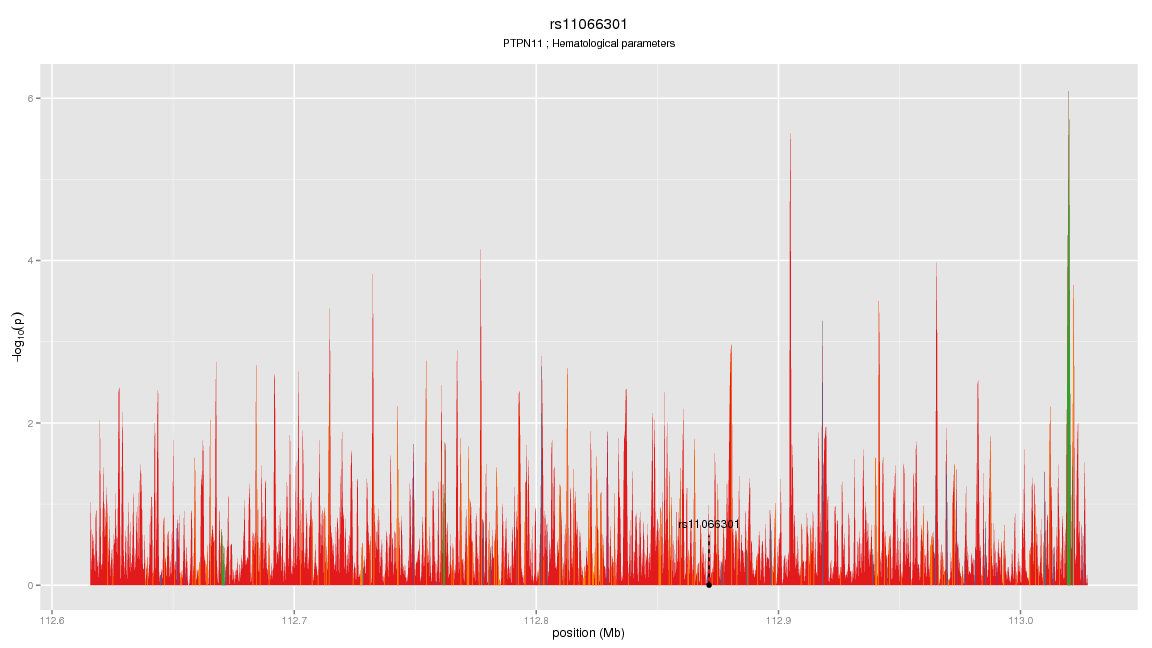 rs11066301
PTPN11 ; Hematological parameters
6
4
2
0
−log10(p)
rs11066301
112.6
112.7
112.8
112.9
113.0
position (Mb)